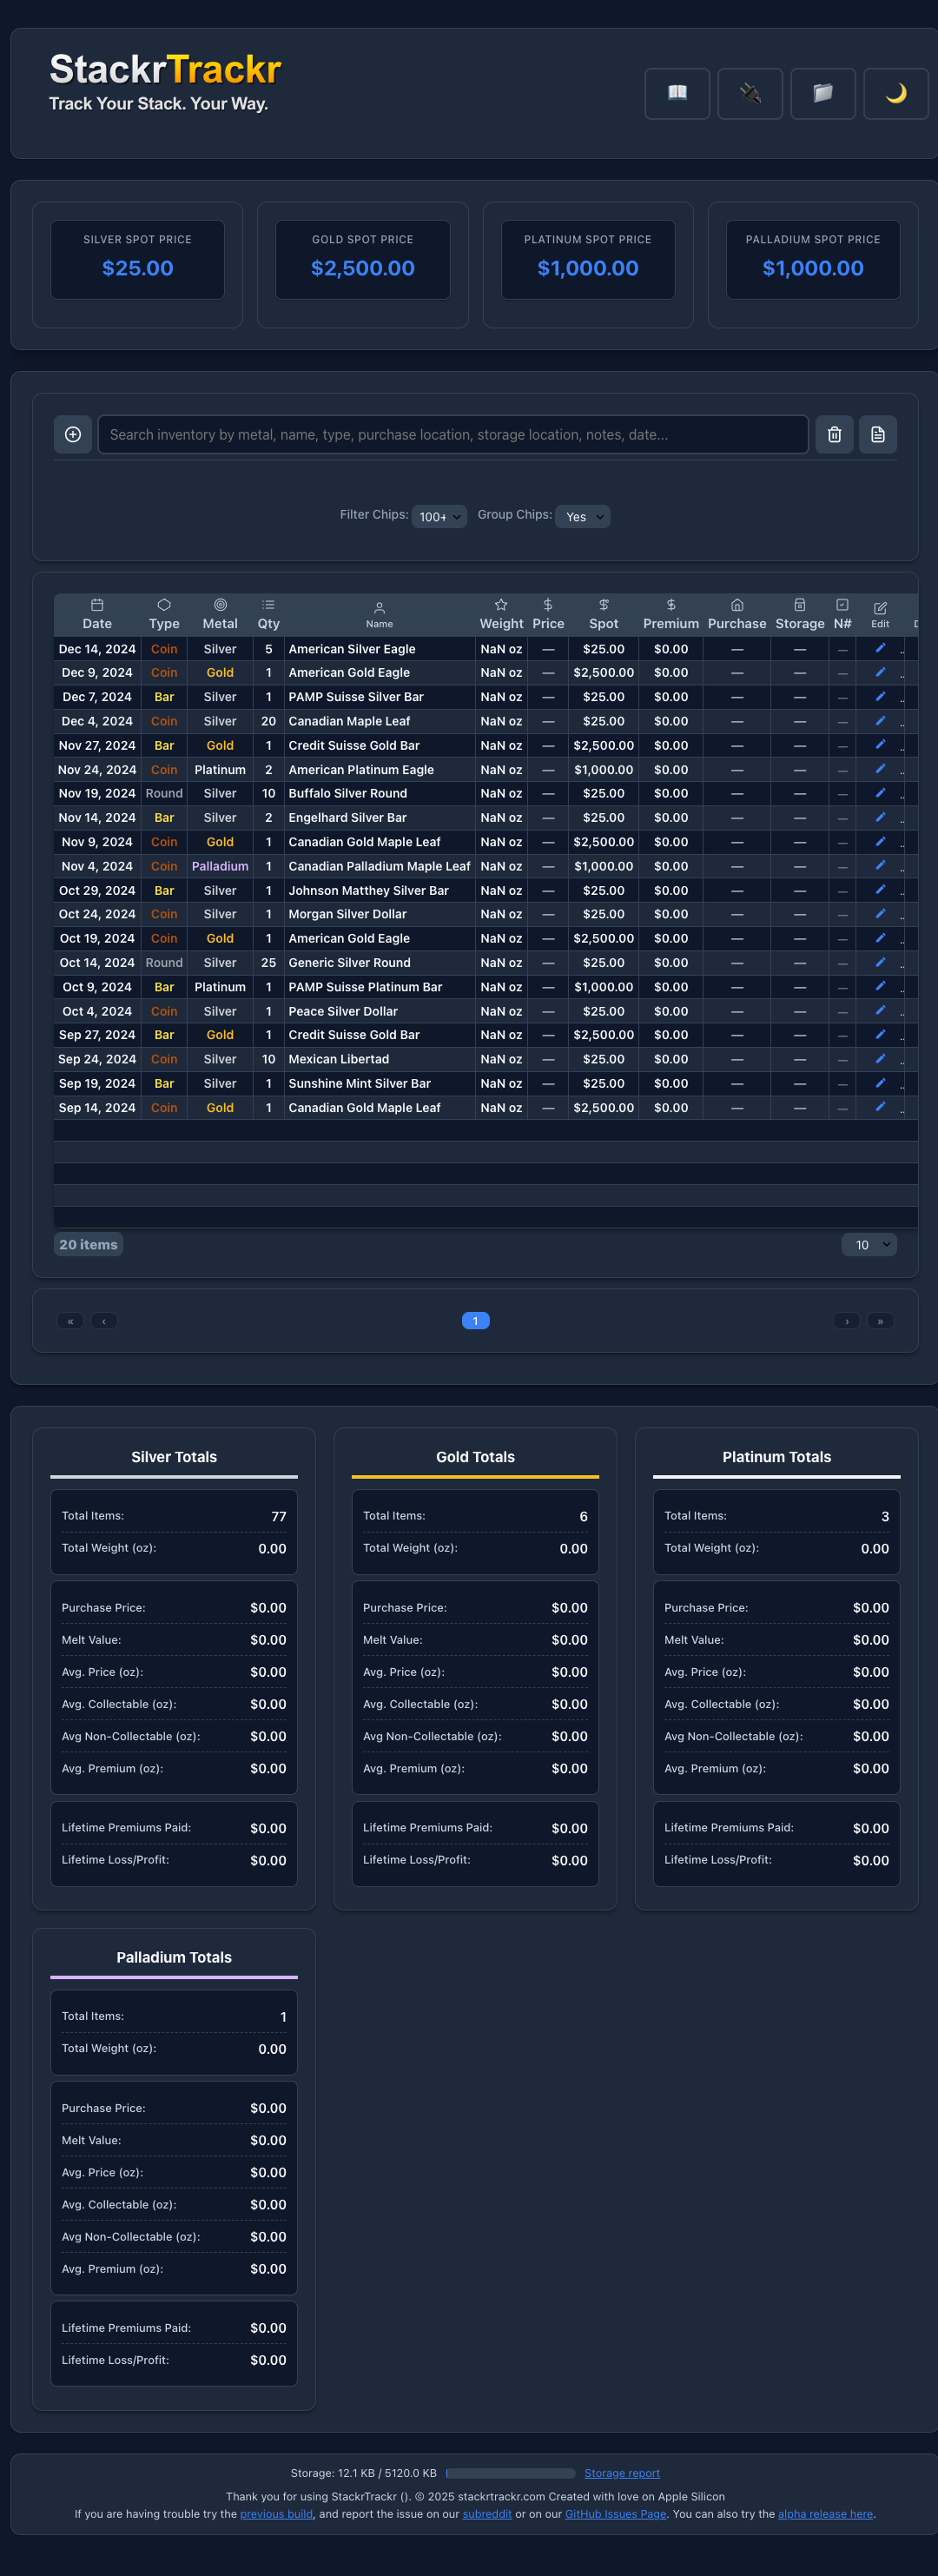 StackrTrackr
Track Your Stack. Your Way.
SILVER SPOT PRICE
$25.00
GOLD SPOT PRICE
$2,500.00
PLATINUM SPOT PRICE
$1,000.00
PALLADIUM SPOT PRICE
$1,000.00
Search inventory by metal, name, type, purchase location, storage location, notes, date...
Filter Chips: 100+ Group Chips: Yes
Date Type Metal Qty Name Weight Price Spot Premium Purchase Storage N# Edit
Dec 14, 2024 Coin Silver 5 American Silver Eagle NaN oz — $25.00 $0.00 — — — ..
Dec 9, 2024 Coin Gold 1 American Gold Eagle NaN oz — $2,500.00 $0.00 — — — ..
Dec 7, 2024 Bar Silver 1 PAMP Suisse Silver Bar NaN oz — $25.00 $0.00 — — — ..
Dec 4, 2024 Coin Silver 20 Canadian Maple Leaf NaN oz — $25.00 $0.00 — — — ..
Nov 27, 2024 Bar Gold 1 Credit Suisse Gold Bar NaN oz — $2,500.00 $0.00 — — — ..
Nov 24, 2024 Coin Platinum 2 American Platinum Eagle NaN oz — $1,000.00 $0.00 — — — ..
Nov 19, 2024 Round Silver 10 Buffalo Silver Round NaN oz — $25.00 $0.00 — — — ..
Nov 14, 2024 Bar Silver 2 Engelhard Silver Bar NaN oz — $25.00 $0.00 — — — ..
Nov 9, 2024 Coin Gold 1 Canadian Gold Maple Leaf NaN oz — $2,500.00 $0.00 — — — ..
Nov 4, 2024 Coin Palladium 1 Canadian Palladium Maple Leaf NaN oz — $1,000.00 $0.00 — — — ..
Oct 29, 2024 Bar Silver 1 Johnson Matthey Silver Bar NaN oz — $25.00 $0.00 — — — ..
Oct 24, 2024 Coin Silver 1 Morgan Silver Dollar NaN oz — $25.00 $0.00 — — — ..
Oct 19, 2024 Coin Gold 1 American Gold Eagle NaN oz — $2,500.00 $0.00 — — — ..
Oct 14, 2024 Round Silver 25 Generic Silver Round NaN oz — $25.00 $0.00 — — — ..
Oct 9, 2024 Bar Platinum 1 PAMP Suisse Platinum Bar NaN oz — $1,000.00 $0.00 — — — ..
Oct 4, 2024 Coin Silver 1 Peace Silver Dollar NaN oz — $25.00 $0.00 — — — ..
Sep 27, 2024 Bar Gold 1 Credit Suisse Gold Bar NaN oz — $2,500.00 $0.00 — — — ..
Sep 24, 2024 Coin Silver 10 Mexican Libertad NaN oz — $25.00 $0.00 — — — ..
Sep 19, 2024 Bar Silver 1 Sunshine Mint Silver Bar NaN oz — $25.00 $0.00 — — — ..
Sep 14, 2024 Coin Gold 1 Canadian Gold Maple Leaf NaN oz — $2,500.00 $0.00 — — — ..
20 items 10
« ‹ 1 › »
Silver Totals
Total Items: 77
Total Weight (oz): 0.00
Purchase Price: $0.00
Melt Value: $0.00
Avg. Price (oz): $0.00
Avg. Collectable (oz): $0.00
Avg Non-Collectable (oz): $0.00
Avg. Premium (oz): $0.00
Lifetime Premiums Paid: $0.00
Lifetime Loss/Profit: $0.00
Gold Totals
Total Items: 6
Total Weight (oz): 0.00
Purchase Price: $0.00
Melt Value: $0.00
Avg. Price (oz): $0.00
Avg. Collectable (oz): $0.00
Avg Non-Collectable (oz): $0.00
Avg. Premium (oz): $0.00
Lifetime Premiums Paid: $0.00
Lifetime Loss/Profit: $0.00
Platinum Totals
Total Items: 3
Total Weight (oz): 0.00
Purchase Price: $0.00
Melt Value: $0.00
Avg. Price (oz): $0.00
Avg. Collectable (oz): $0.00
Avg Non-Collectable (oz): $0.00
Avg. Premium (oz): $0.00
Lifetime Premiums Paid: $0.00
Lifetime Loss/Profit: $0.00
Palladium Totals
Total Items: 1
Total Weight (oz): 0.00
Purchase Price: $0.00
Melt Value: $0.00
Avg. Price (oz): $0.00
Avg. Collectable (oz): $0.00
Avg Non-Collectable (oz): $0.00
Avg. Premium (oz): $0.00
Lifetime Premiums Paid: $0.00
Lifetime Loss/Profit: $0.00
Storage: 12.1 KB / 5120.0 KB Storage report
Thank you for using StackrTrackr (). © 2025 stackrtrackr.com Created with love on Apple Silicon
If you are having trouble try the previous build, and report the issue on our subreddit or on our GitHub Issues Page. You can also try the alpha release here.